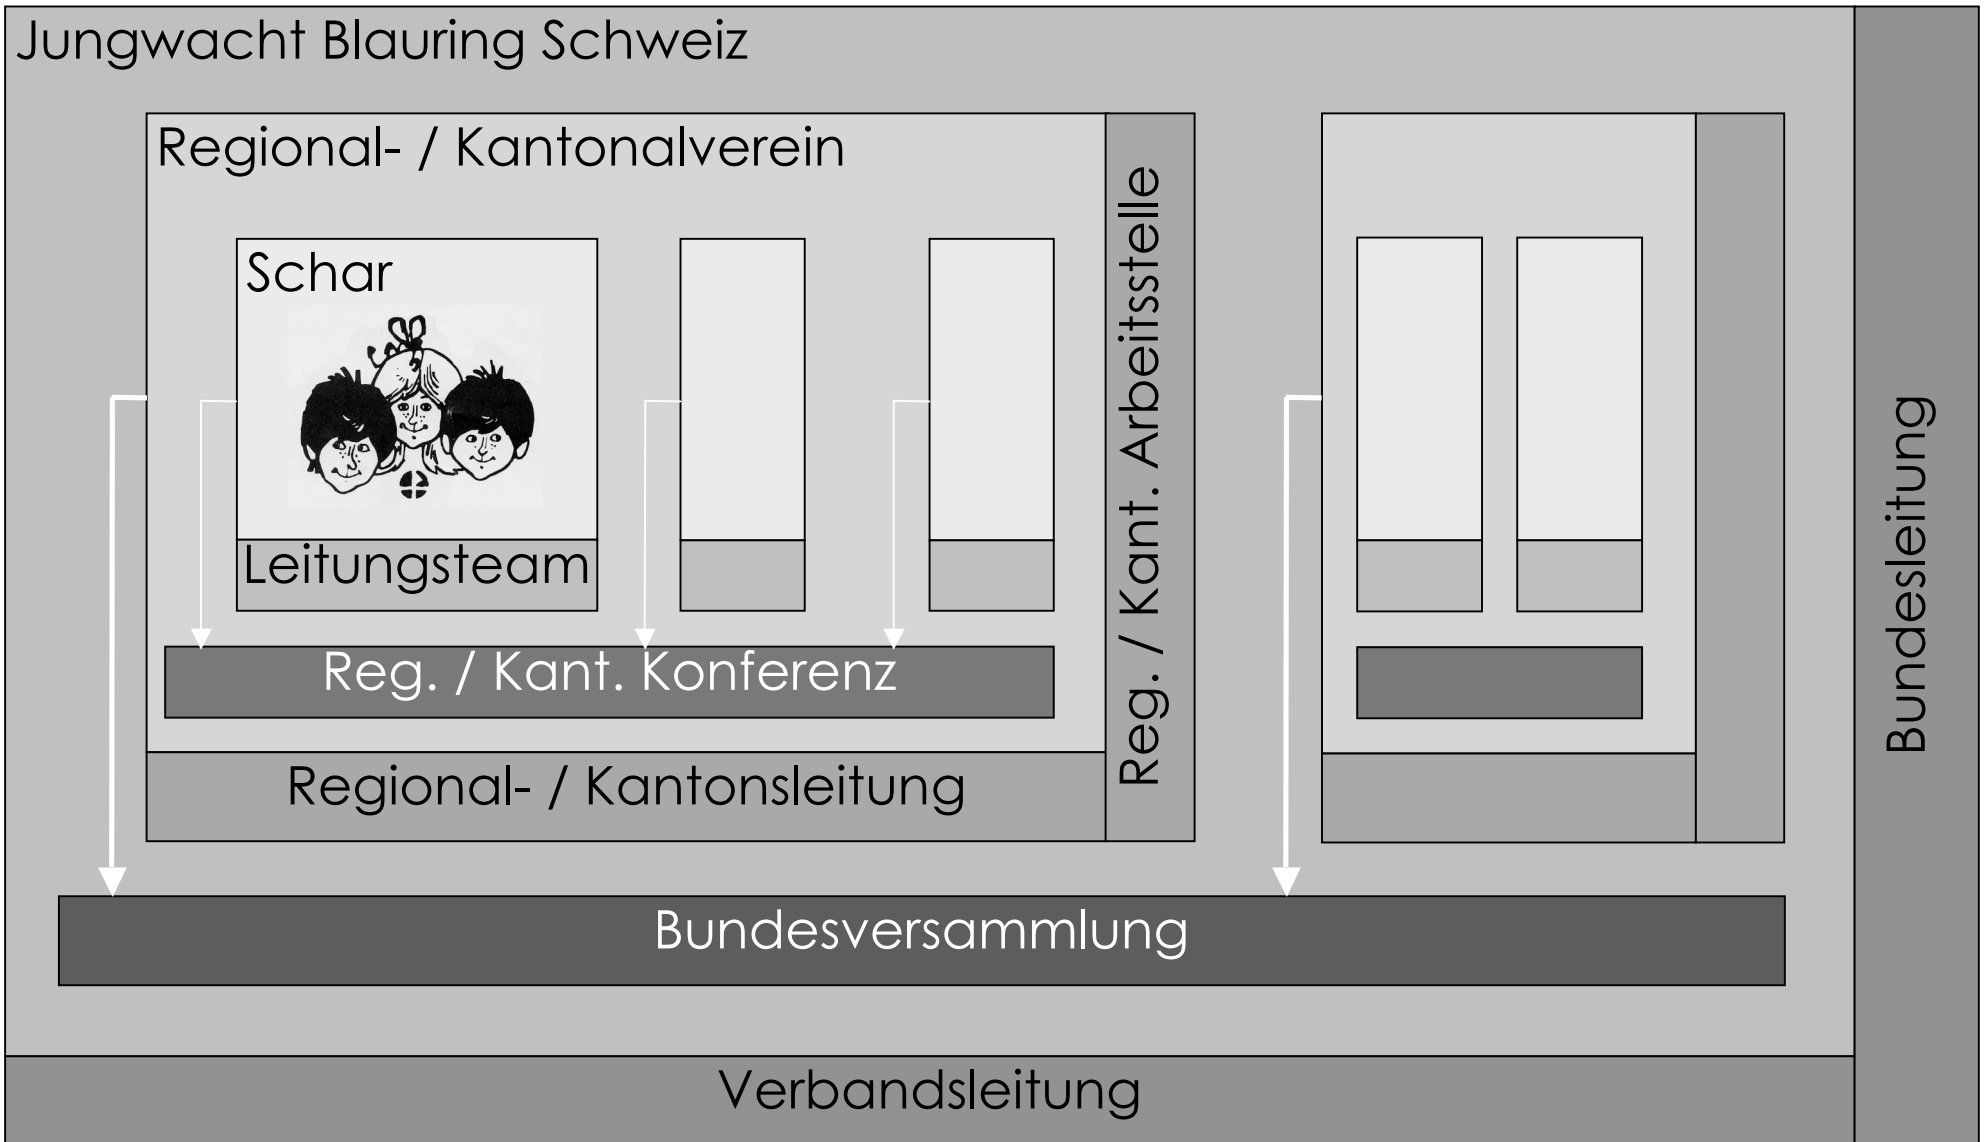 Jungwacht Blauring Schweiz
Regional- / Kantonalverein
Schar
Leitungsteam
Reg. / Kant. Konferenz
Regional- / Kantonsleitung
Reg. / Kant. Arbeitsstelle
Bundesversammlung
Verbandsleitung
Bundesleitung